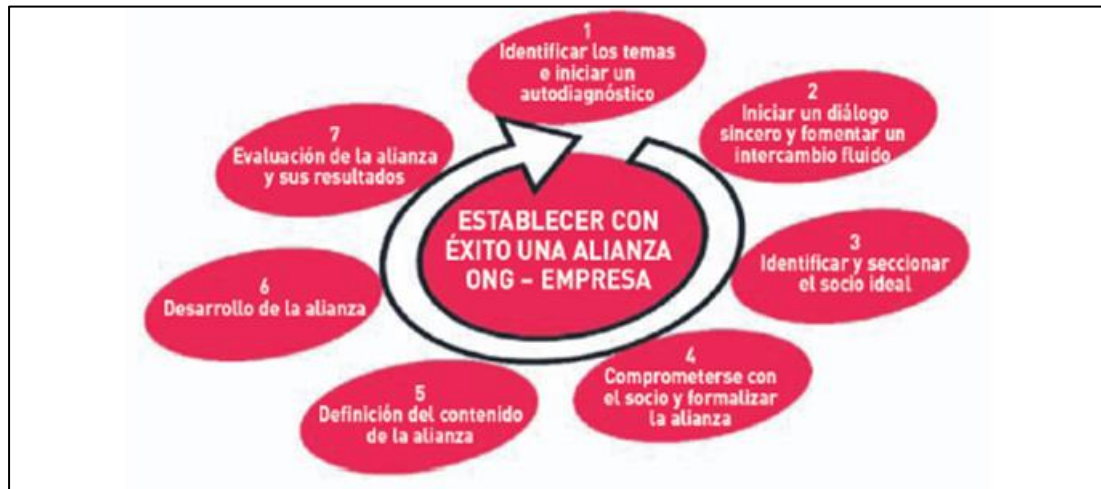 1
Identificar los temas
e iniciar un
autodiagnóstico
2
Iniciar un diálogo
sincero y fomentar un
intercambio fluido
3
Identificar y seccionar
el socio ideal
4
Comprometerse con
el socio y formalizar
la alianza
5
Definición del contenido
de la alianza
6
Desarrollo de la alianza
7
Evaluación de la alianza
y sus resultados
ESTABLECER CON
ÉXITO UNA ALIANZA
ONG – EMPRESA